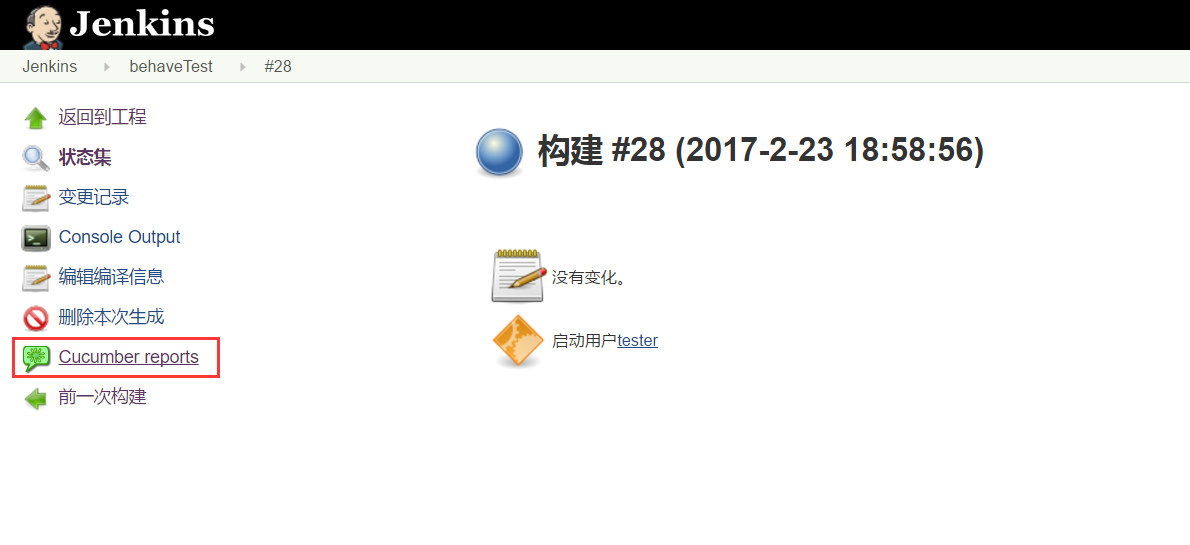 Jenkins
Jenkins behaveTest #28
返回到工程
状态集
变更记录
Console Output
编辑编译信息
删除本次生成
Cucumber reports
前一次构建
构建 #28 (2017-2-23 18:58:56)
没有变化。
启动用户tester